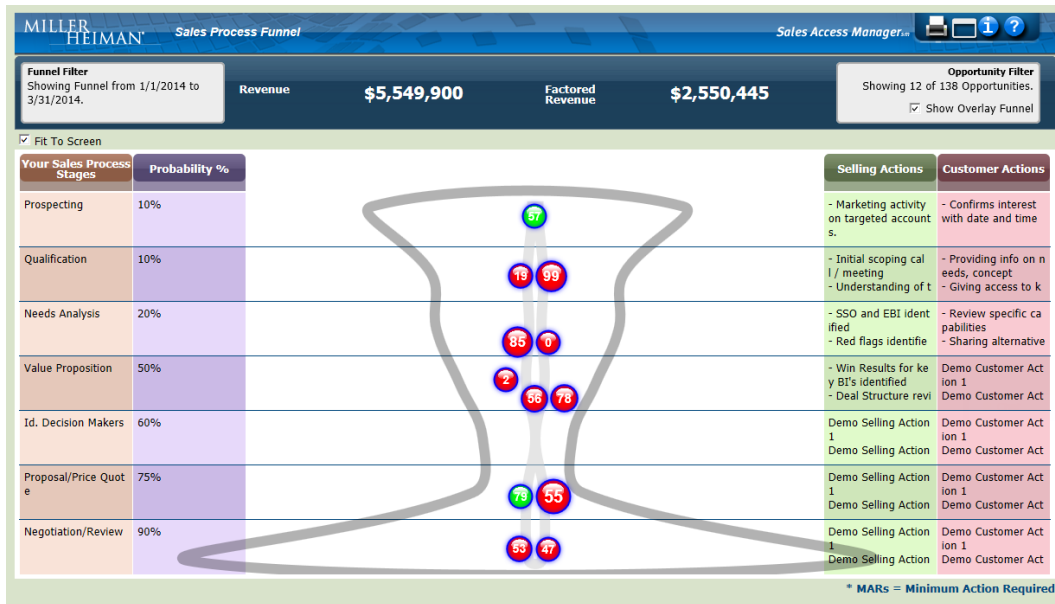 MILLER HEIMAN
Sales Process Funnel
Sales Access Manager
Funnel Filter
Showing Funnel from 1/1/2014 to
3/31/2014.
Revenue
$5,549,900
Factored
Revenue
$2,550,445
Opportunity Filter
Showing 12 of 138 Opportunities.
Show Overlay Funnel
Fit To Screen
Your Sales Process
Stages
Probability %
Selling Actions
Customer Actions
Prospecting
10%
57
- Marketing activity
on targeted account
s.
- Confirms interest
with date and time
Qualification
10%
19
99
- Initial scoping cal
l / meeting
- Understanding of t
- Providing info on n
eeds, concept
- Giving access to k
Needs Analysis
20%
85
0
- SSO and EBI ident
ified
- Red flags identifie
- Review specific ca
pabilities
- Sharing alternative
Value Proposition
50%
2
56
78
- Win Results for ke
y BI's identified
- Deal Structure revi
Demo Customer Act
ion 1
Demo Customer Act
Id. Decision Makers
60%
Demo Selling Action
1
Demo Selling Action
Demo Customer Act
ion 1
Demo Customer Act
Proposal/Price Quot
e
75%
79
55
Demo Selling Action
1
Demo Selling Action
Demo Customer Act
ion 1
Demo Customer Act
Negotiation/Review
90%
53
47
Demo Selling Action
1
Demo Selling Action
Demo Customer Act
ion 1
Demo Customer Act
* MARs = Minimum Action Required